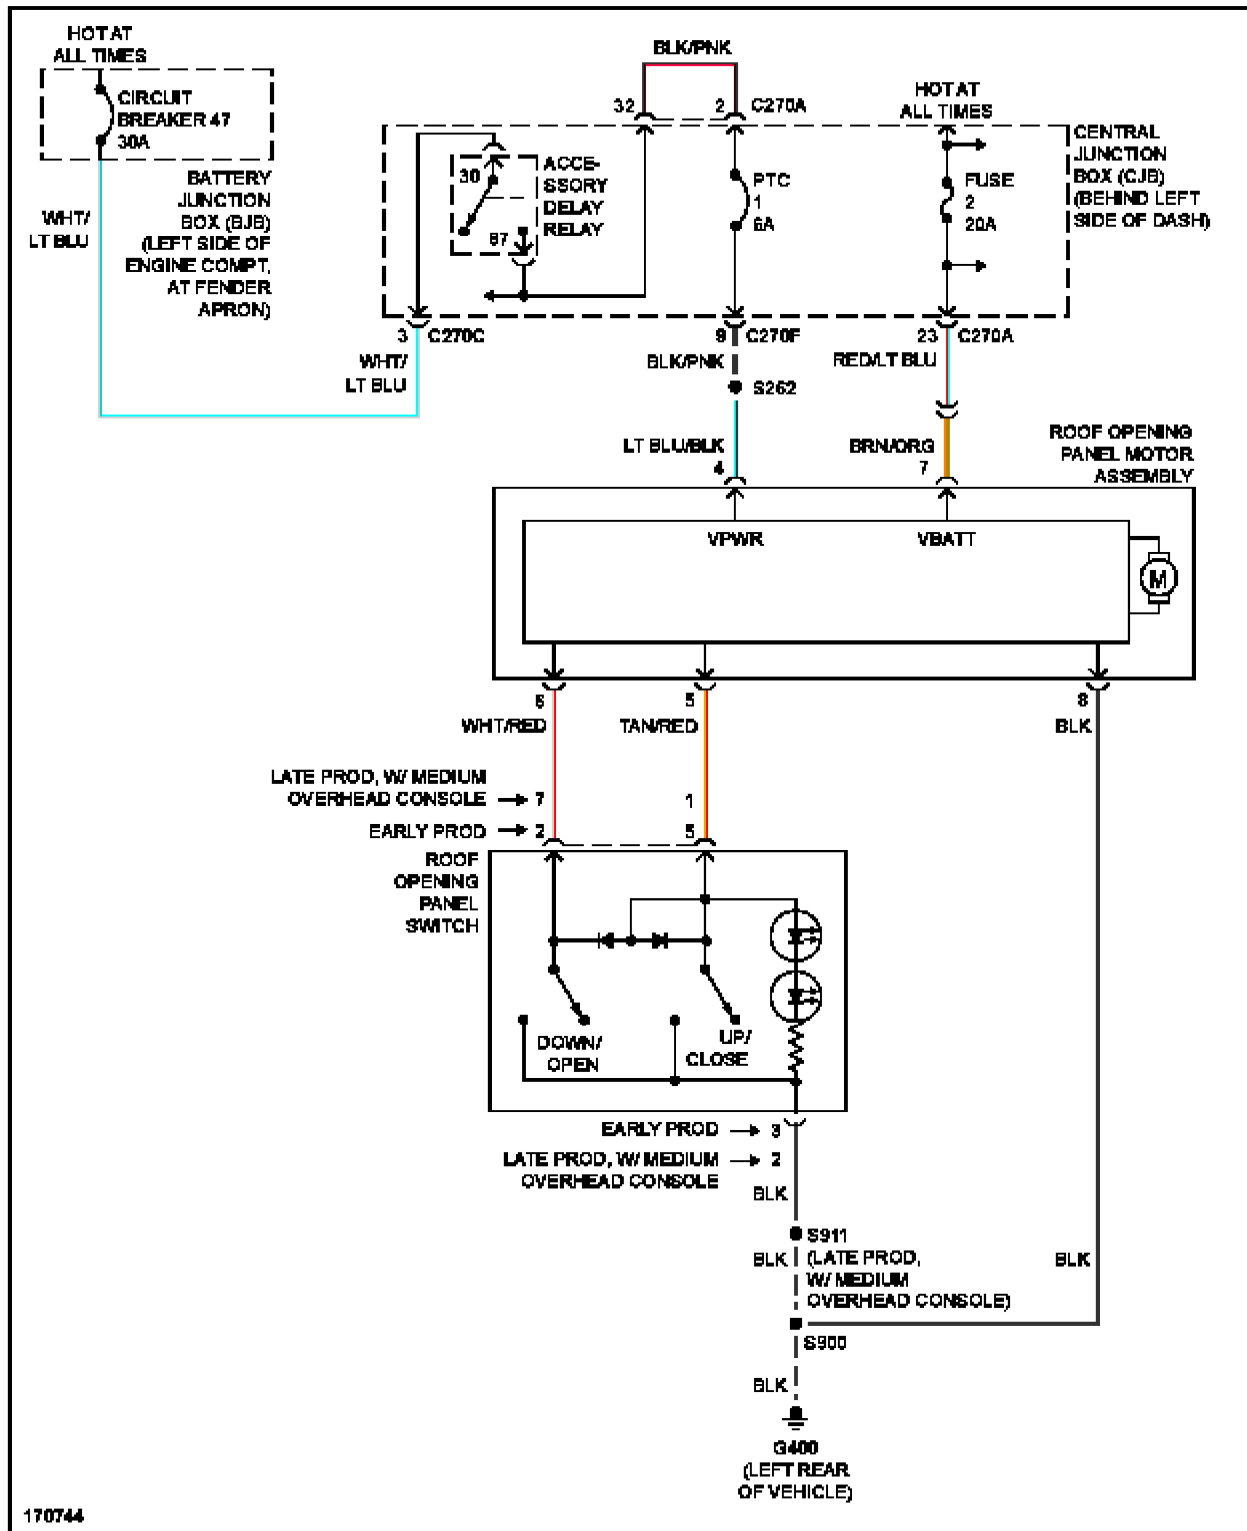 HOT AT
ALL TIMES
CIRCUIT
BREAKER 47
30A
BATTERY
JUNCTION
BOX (BJB)
(LEFT SIDE OF
ENGINE COMPT,
AT FENDER
APRON)
WHT/
LT BLU
BLK/PNK
32
2
C270A
HOT AT
ALL TIMES
CENTRAL
JUNCTION
BOX (CJB)
(BEHIND LEFT
SIDE OF DASH)
30
87
ACCE-
SSORY
DELAY
RELAY
PTC
1
6A
FUSE
2
20A
3
C270C
9
C270F
23
C270A
WHT/
LT BLU
BLK/PNK
RED/LT BLU
S262
LT BLU/BLK
4
BRN/ORG
7
ROOF OPENING
PANEL MOTOR
ASSEMBLY
VPWR
VBATT
M
6
5
8
WHT/RED
TAN/RED
BLK
LATE PROD, W/ MEDIUM
OVERHEAD CONSOLE
7
1
EARLY PROD
2
5
ROOF
OPENING
PANEL
SWITCH
DOWN/
OPEN
UP/
CLOSE
EARLY PROD
3
LATE PROD, W/ MEDIUM
OVERHEAD CONSOLE
2
BLK
S911
(LATE PROD,
W/ MEDIUM
OVERHEAD CONSOLE)
BLK
BLK
S900
BLK
G400
(LEFT REAR
OF VEHICLE)
170744